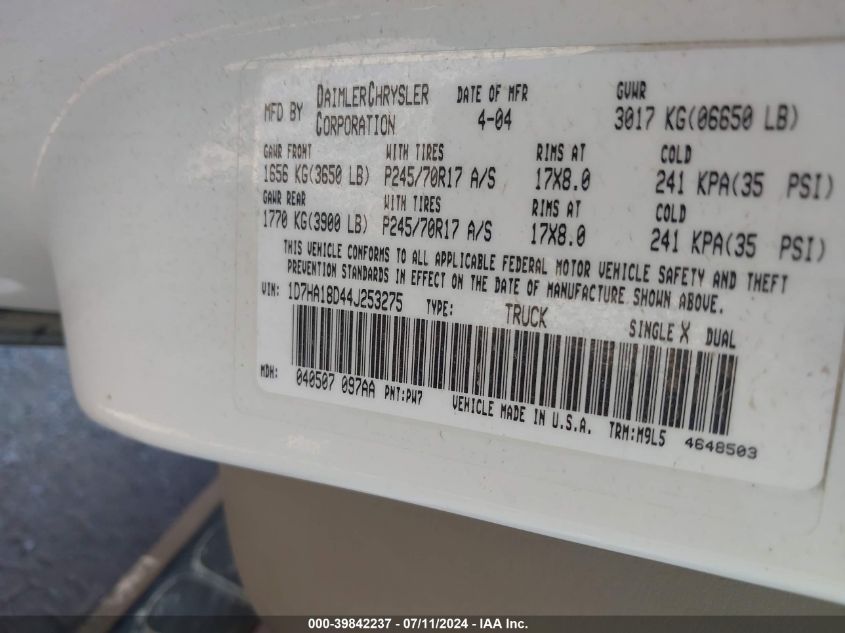 MFD BY DAIMLERCHRYSLER CORPORATION DATE OF MFR 4-04 GVWR 3017 KG(06650 LB)
GAWR FRONT WITH TIRES RIMS AT COLD
1656 KG(3650 LB) P245/70R17 A/S 17X8.0 241 KPA(35 PSI)
GAWR REAR WITH TIRES RIMS AT COLD
1770 KG(3900 LB) P245/70R17 A/S 17X8.0 241 KPA(35 PSI)
THIS VEHICLE CONFORMS TO ALL APPLICABLE FEDERAL MOTOR VEHICLE SAFETY AND THEFT
PREVENTION STANDARDS IN EFFECT ON THE DATE OF MANUFACTURE SHOWN ABOVE.
VIN: 1D7HA18D44J253275 TYPE: TRUCK SINGLE X DUAL
MDH: 040507 097AA PNT:PW7 VEHICLE MADE IN U.S.A. TRM:M9L5 4648503
000-39842237 - 07/11/2024 - IAA Inc.